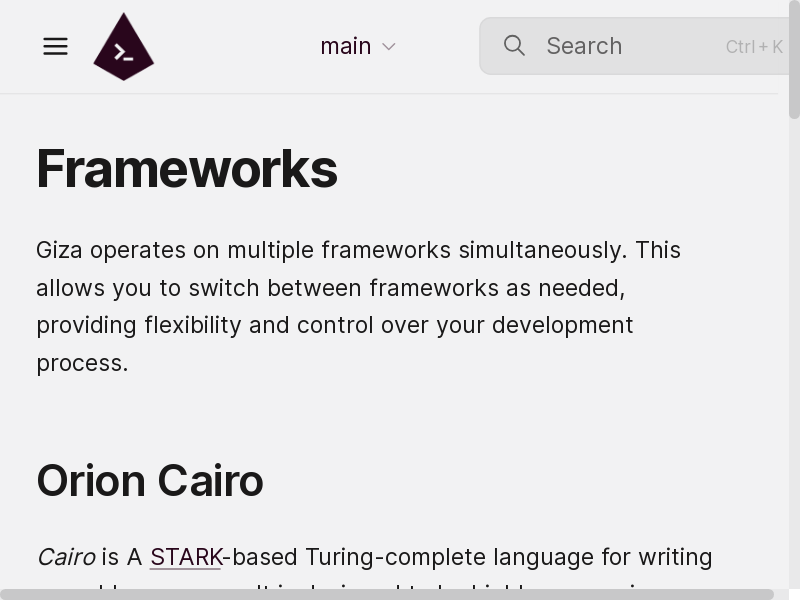 main
Search
Ctrl + K
Frameworks
Giza operates on multiple frameworks simultaneously. This
allows you to switch between frameworks as needed,
providing flexibility and control over your development
process.
Orion Cairo
Cairo is A STARK-based Turing-complete language for writing